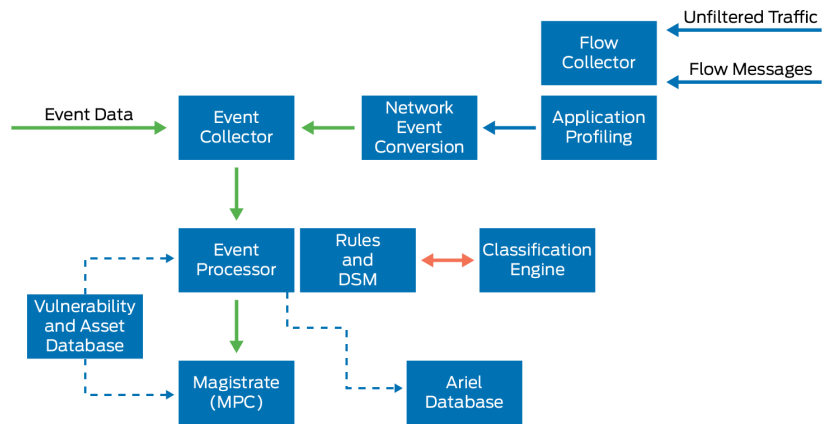 Unfiltered Traffic
Flow
Collector
Flow Messages
Event Data
Event
Collector
Network
Event
Conversion
Application
Profiling
Event
Processor
Rules
and
DSM
Classification
Engine
Vulnerability
and Asset
Database
Magistrate
(MPC)
Ariel
Database